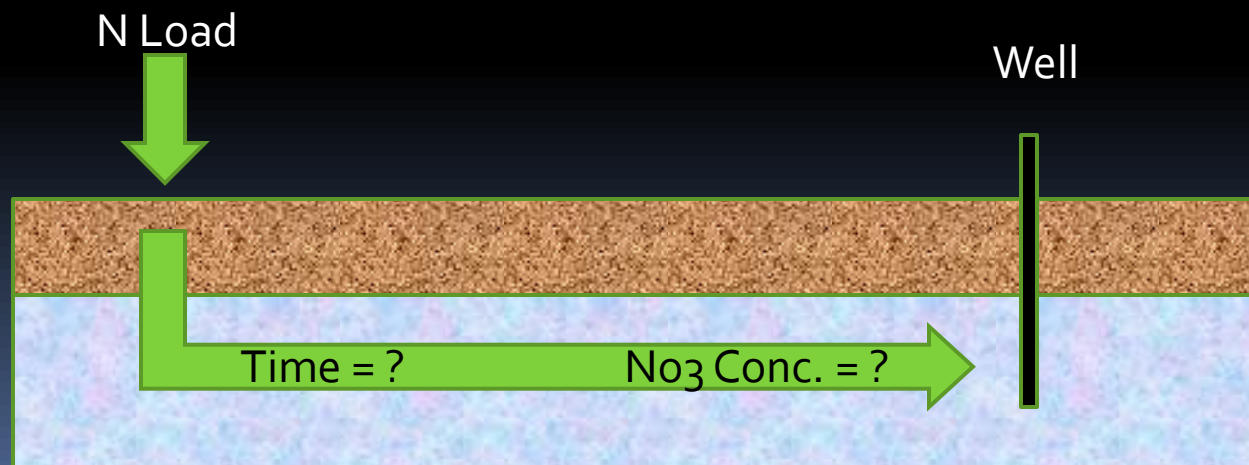 N Load
Well
Time = ?
No3 Conc. = ?